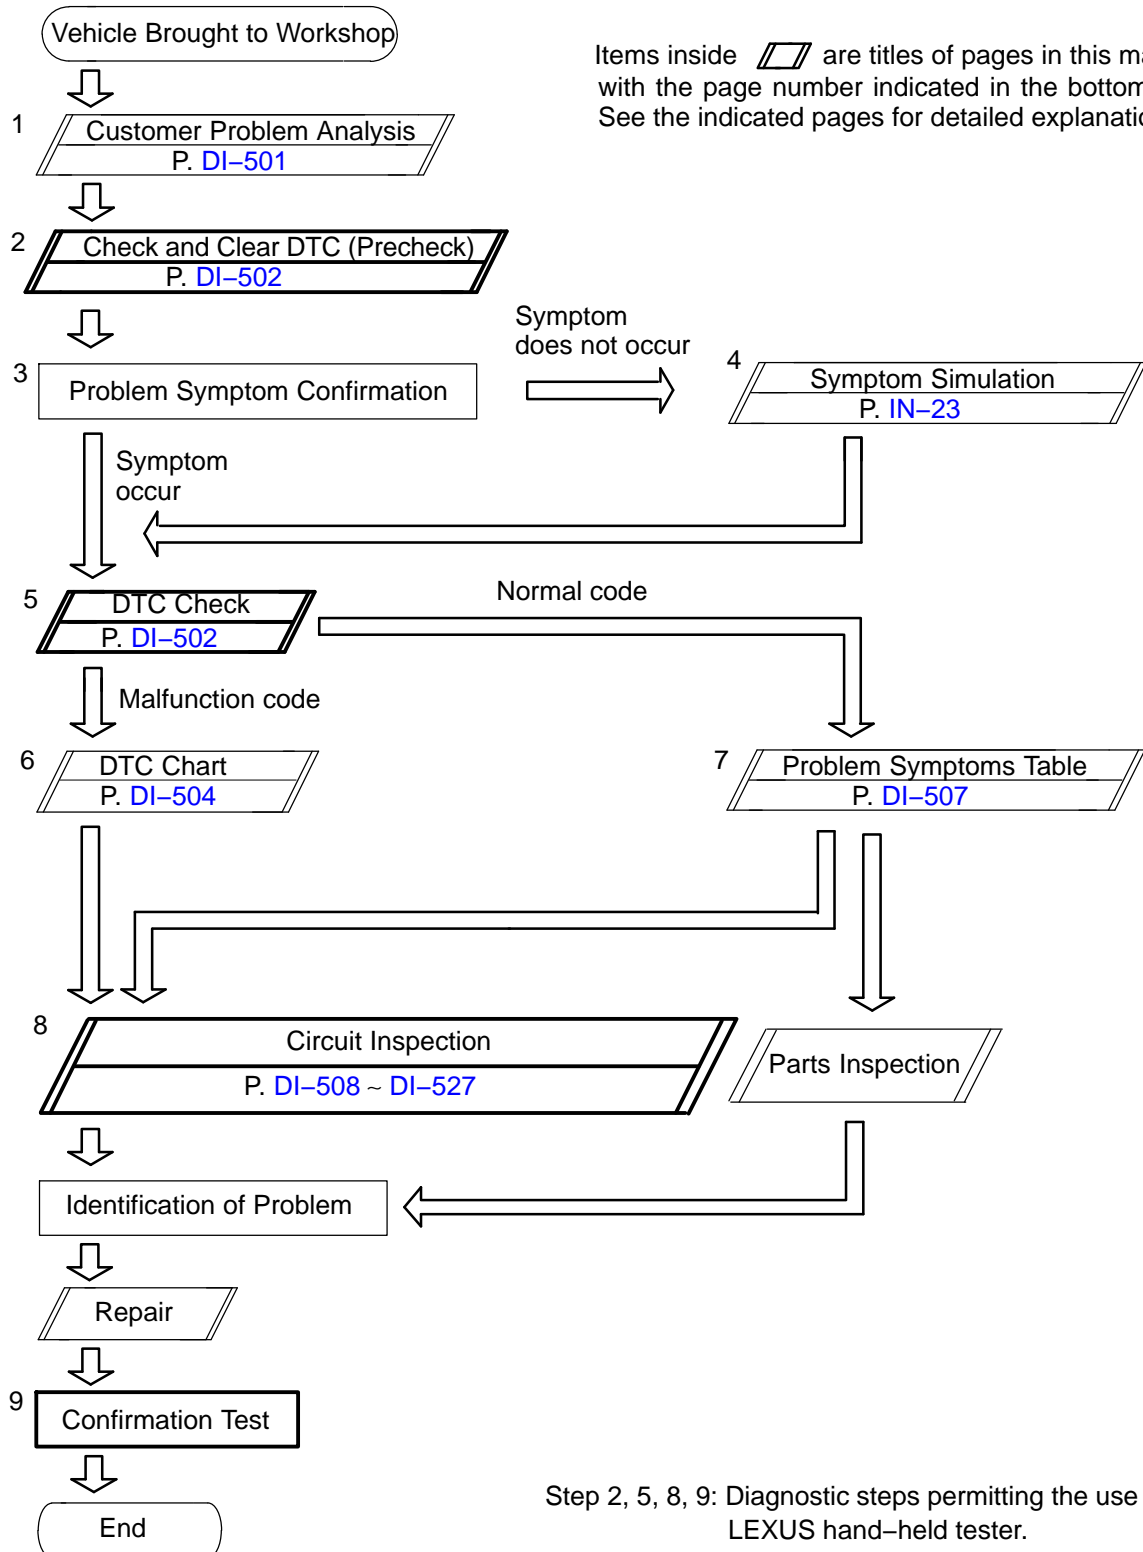 Vehicle Brought to Workshop
Items inside are titles of pages in this
with the page number indicated in the bottom
See the indicated pages for detailed
1
Customer Problem Analysis
P. DI–501
2
Check and Clear DTC (Precheck)
P. DI–502
Symptom
does not occur
3
Problem Symptom Confirmation
4
Symptom Simulation
P. IN–23
Symptom
occur
5
DTC Check
P. DI–502
Normal code
Malfunction code
6
DTC Chart
P. DI–504
7
Problem Symptoms Table
P. DI–507
8
Circuit Inspection
P. DI–508 ~ DI–527
Parts Inspection
Identification of Problem
Repair
9
Confirmation Test
Step 2, 5, 8, 9: Diagnostic steps permitting the use
LEXUS hand–held tester.
End